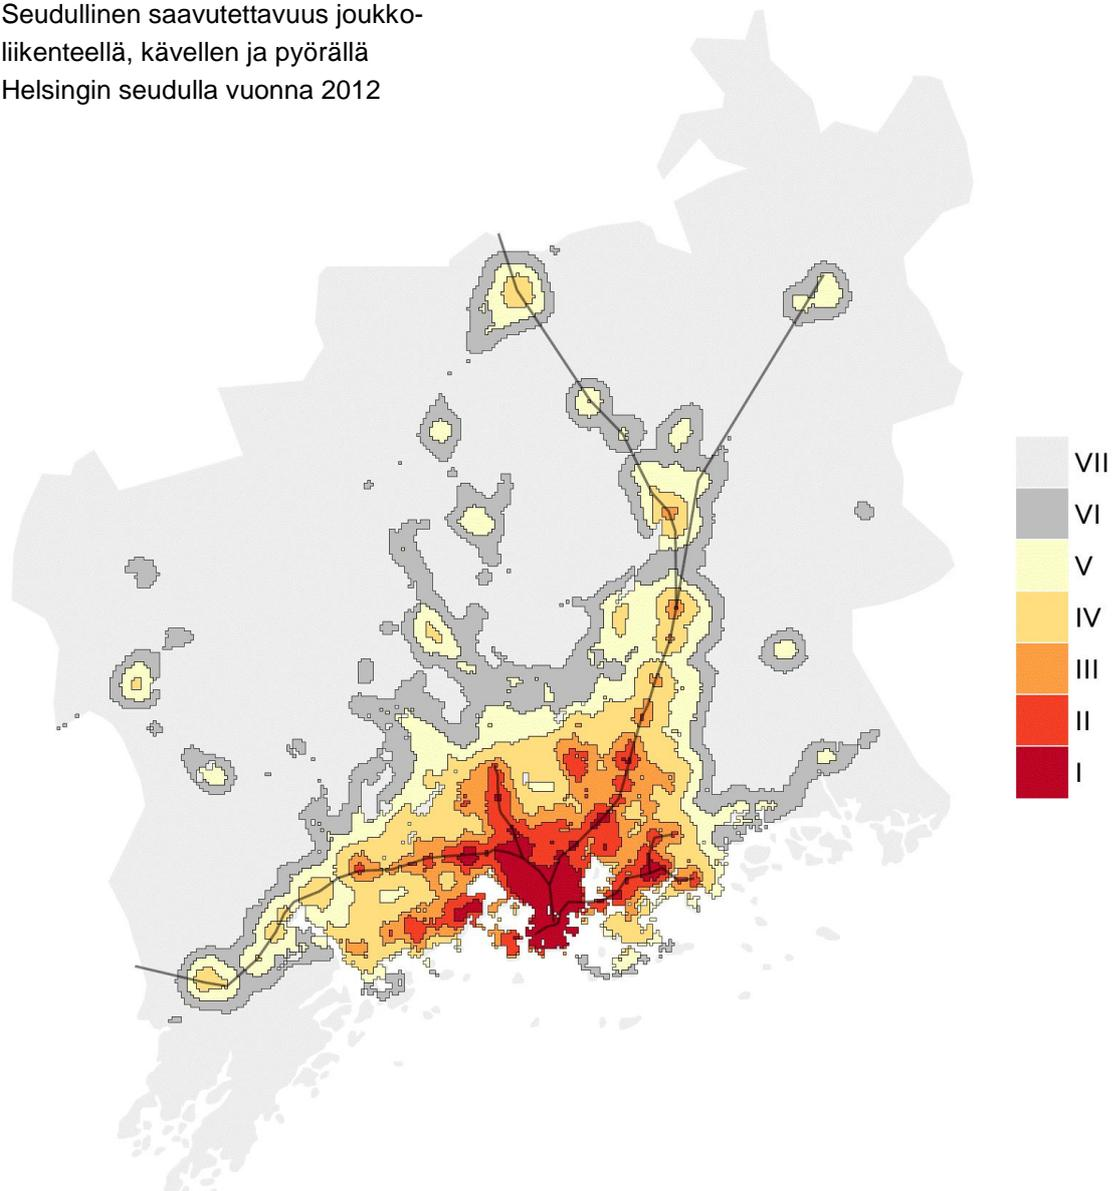 Seudullinen saavutettavuus joukko-
liikenteellä, kävellen ja pyörällä
Helsingin seudulla vuonna 2012
VII
VI
V
IV
III
II
I